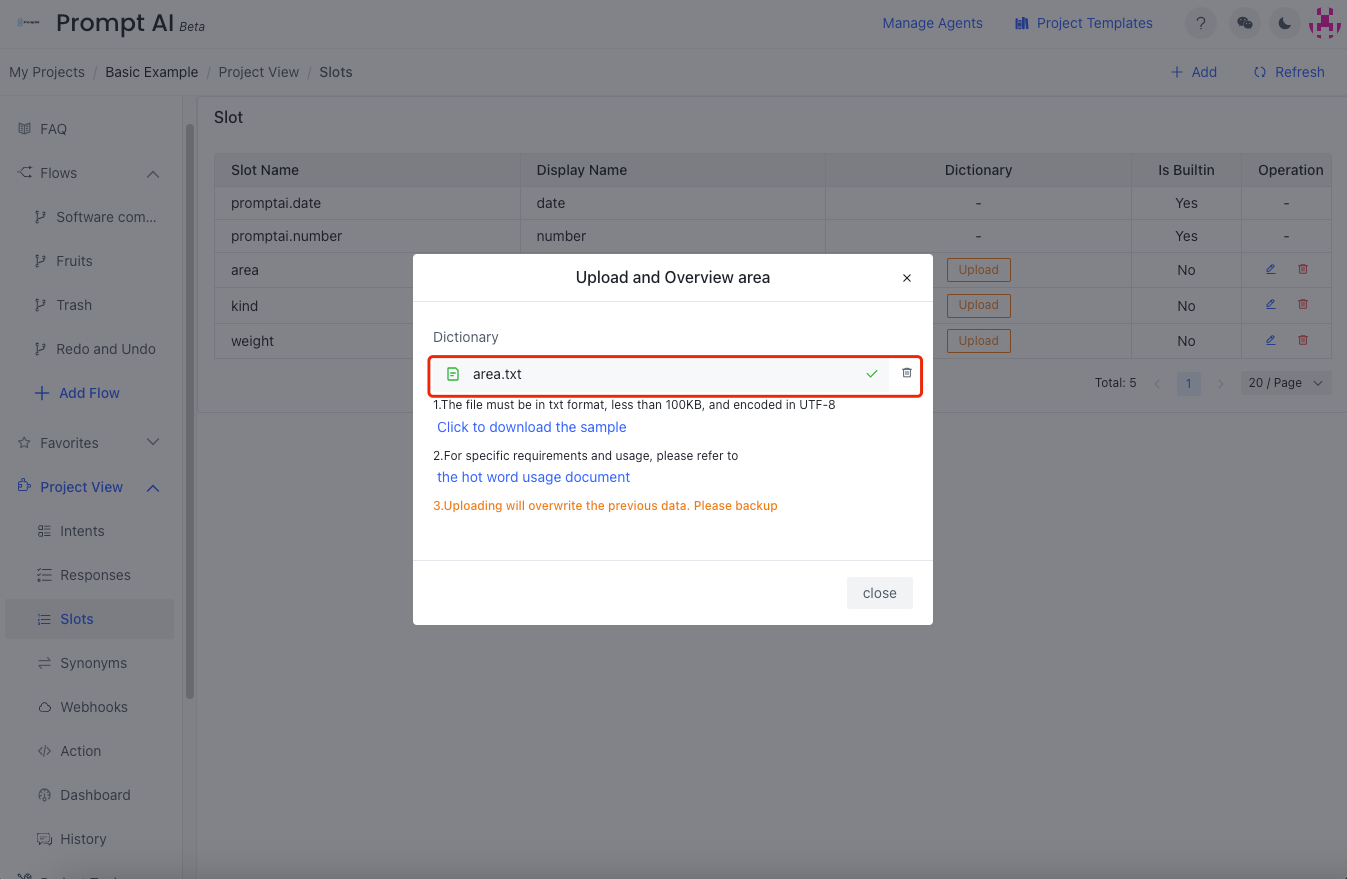 Prompt AI Beta
Manage Agents
Project Templates
?
My Projects / Basic Example / Project View / Slots
+ Add
Refresh
FAQ
Flows
Software com...
Fruits
Trash
Redo and Undo
+ Add Flow
Favorites
Project View
Intents
Responses
Slots
Synonyms
Webhooks
Action
Dashboard
History
Slot
Slot Name Display Name Dictionary Is Builtin Operation
promptai.date date - Yes -
promptai.number number - Yes -
area Upload No
kind Upload No
weight Upload No
Total: 5 < 1 > 20 / Page
Upload and Overview area
Dictionary
area.txt
1.The file must be in txt format, less than 100KB, and encoded in UTF-8
Click to download the sample
2.For specific requirements and usage, please refer to
the hot word usage document
3.Uploading will overwrite the previous data. Please backup
close